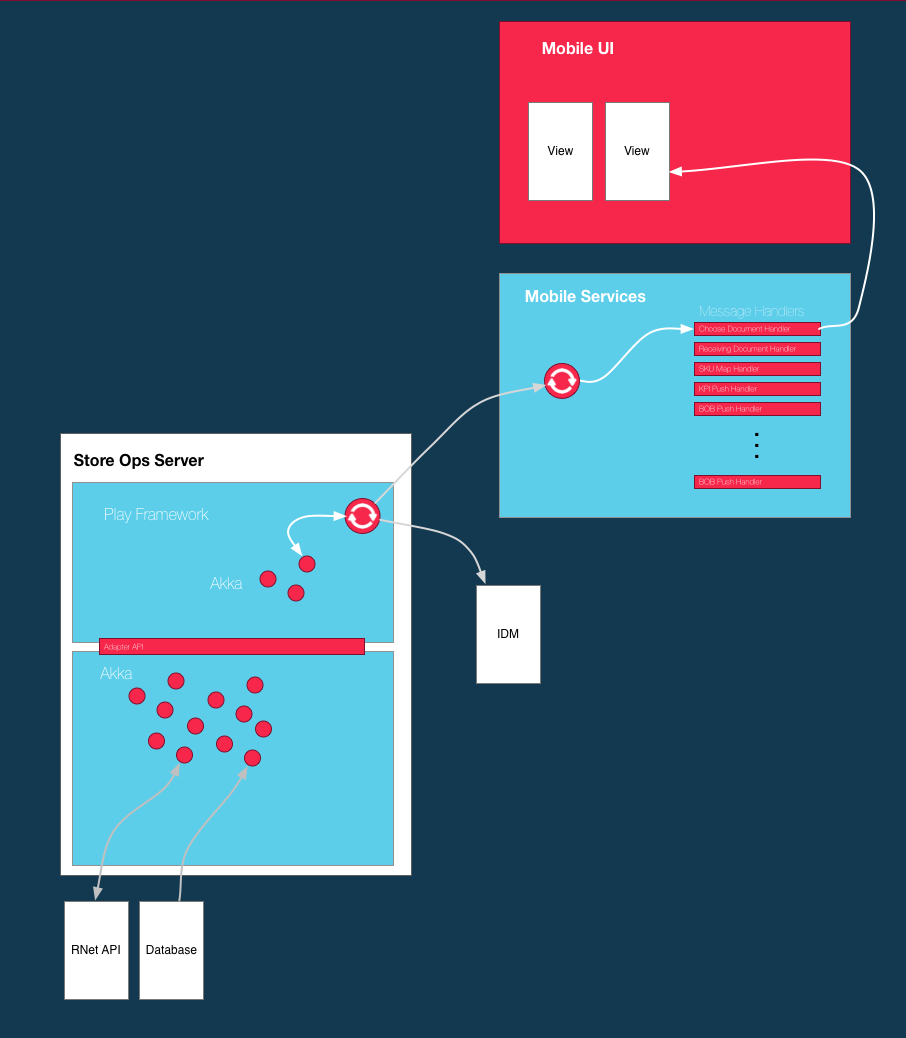 Mobile UI
View
View
Mobile Services
Message Handlers
Choose Document Handler
Receiving Document Handler
SKU Map Handler
KPI Push Handler
BOB Push Handler
BOB Push Handler
Store Ops Server
Play Framework
Akka
IDM
Adapter API
Akka
RNet API
Database